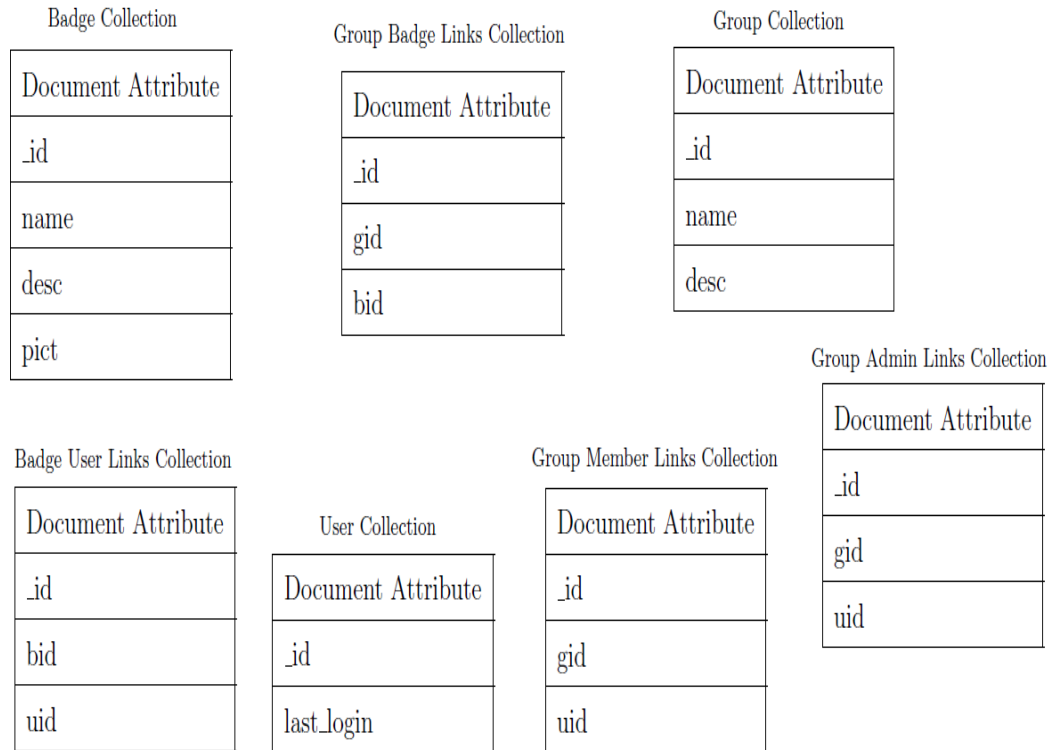 Badge Collection
Document Attribute
_id
name
desc
pict
Group Badge Links Collection
Document Attribute
_id
gid
bid
Group Collection
Document Attribute
_id
name
desc
Group Admin Links Collection
Document Attribute
_id
gid
uid
Badge User Links Collection
Document Attribute
_id
bid
uid
User Collection
Document Attribute
_id
last_login
Group Member Links Collection
Document Attribute
_id
gid
uid